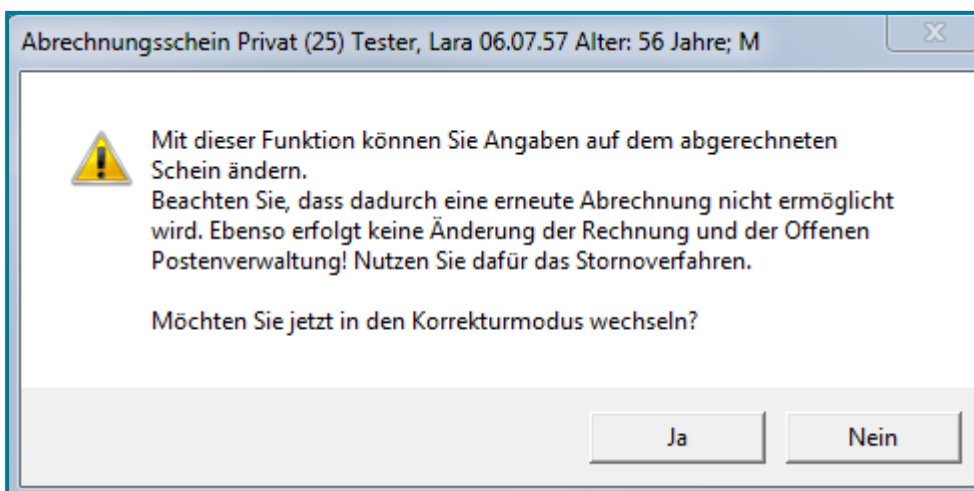 Abrechnungsschein Privat (25) Tester, Lara 06.07.57 Alter: 56 Jahre; M
Mit dieser Funktion können Sie Angaben auf dem abgerechneten
Schein ändern.
Beachten Sie, dass dadurch eine erneute Abrechnung nicht ermöglicht
wird. Ebenso erfolgt keine Änderung der Rechnung und der Offenen
Postenverwaltung! Nutzen Sie dafür das Stornoverfahren.
Möchten Sie jetzt in den Korrekturmodus wechseln?
Ja
Nein